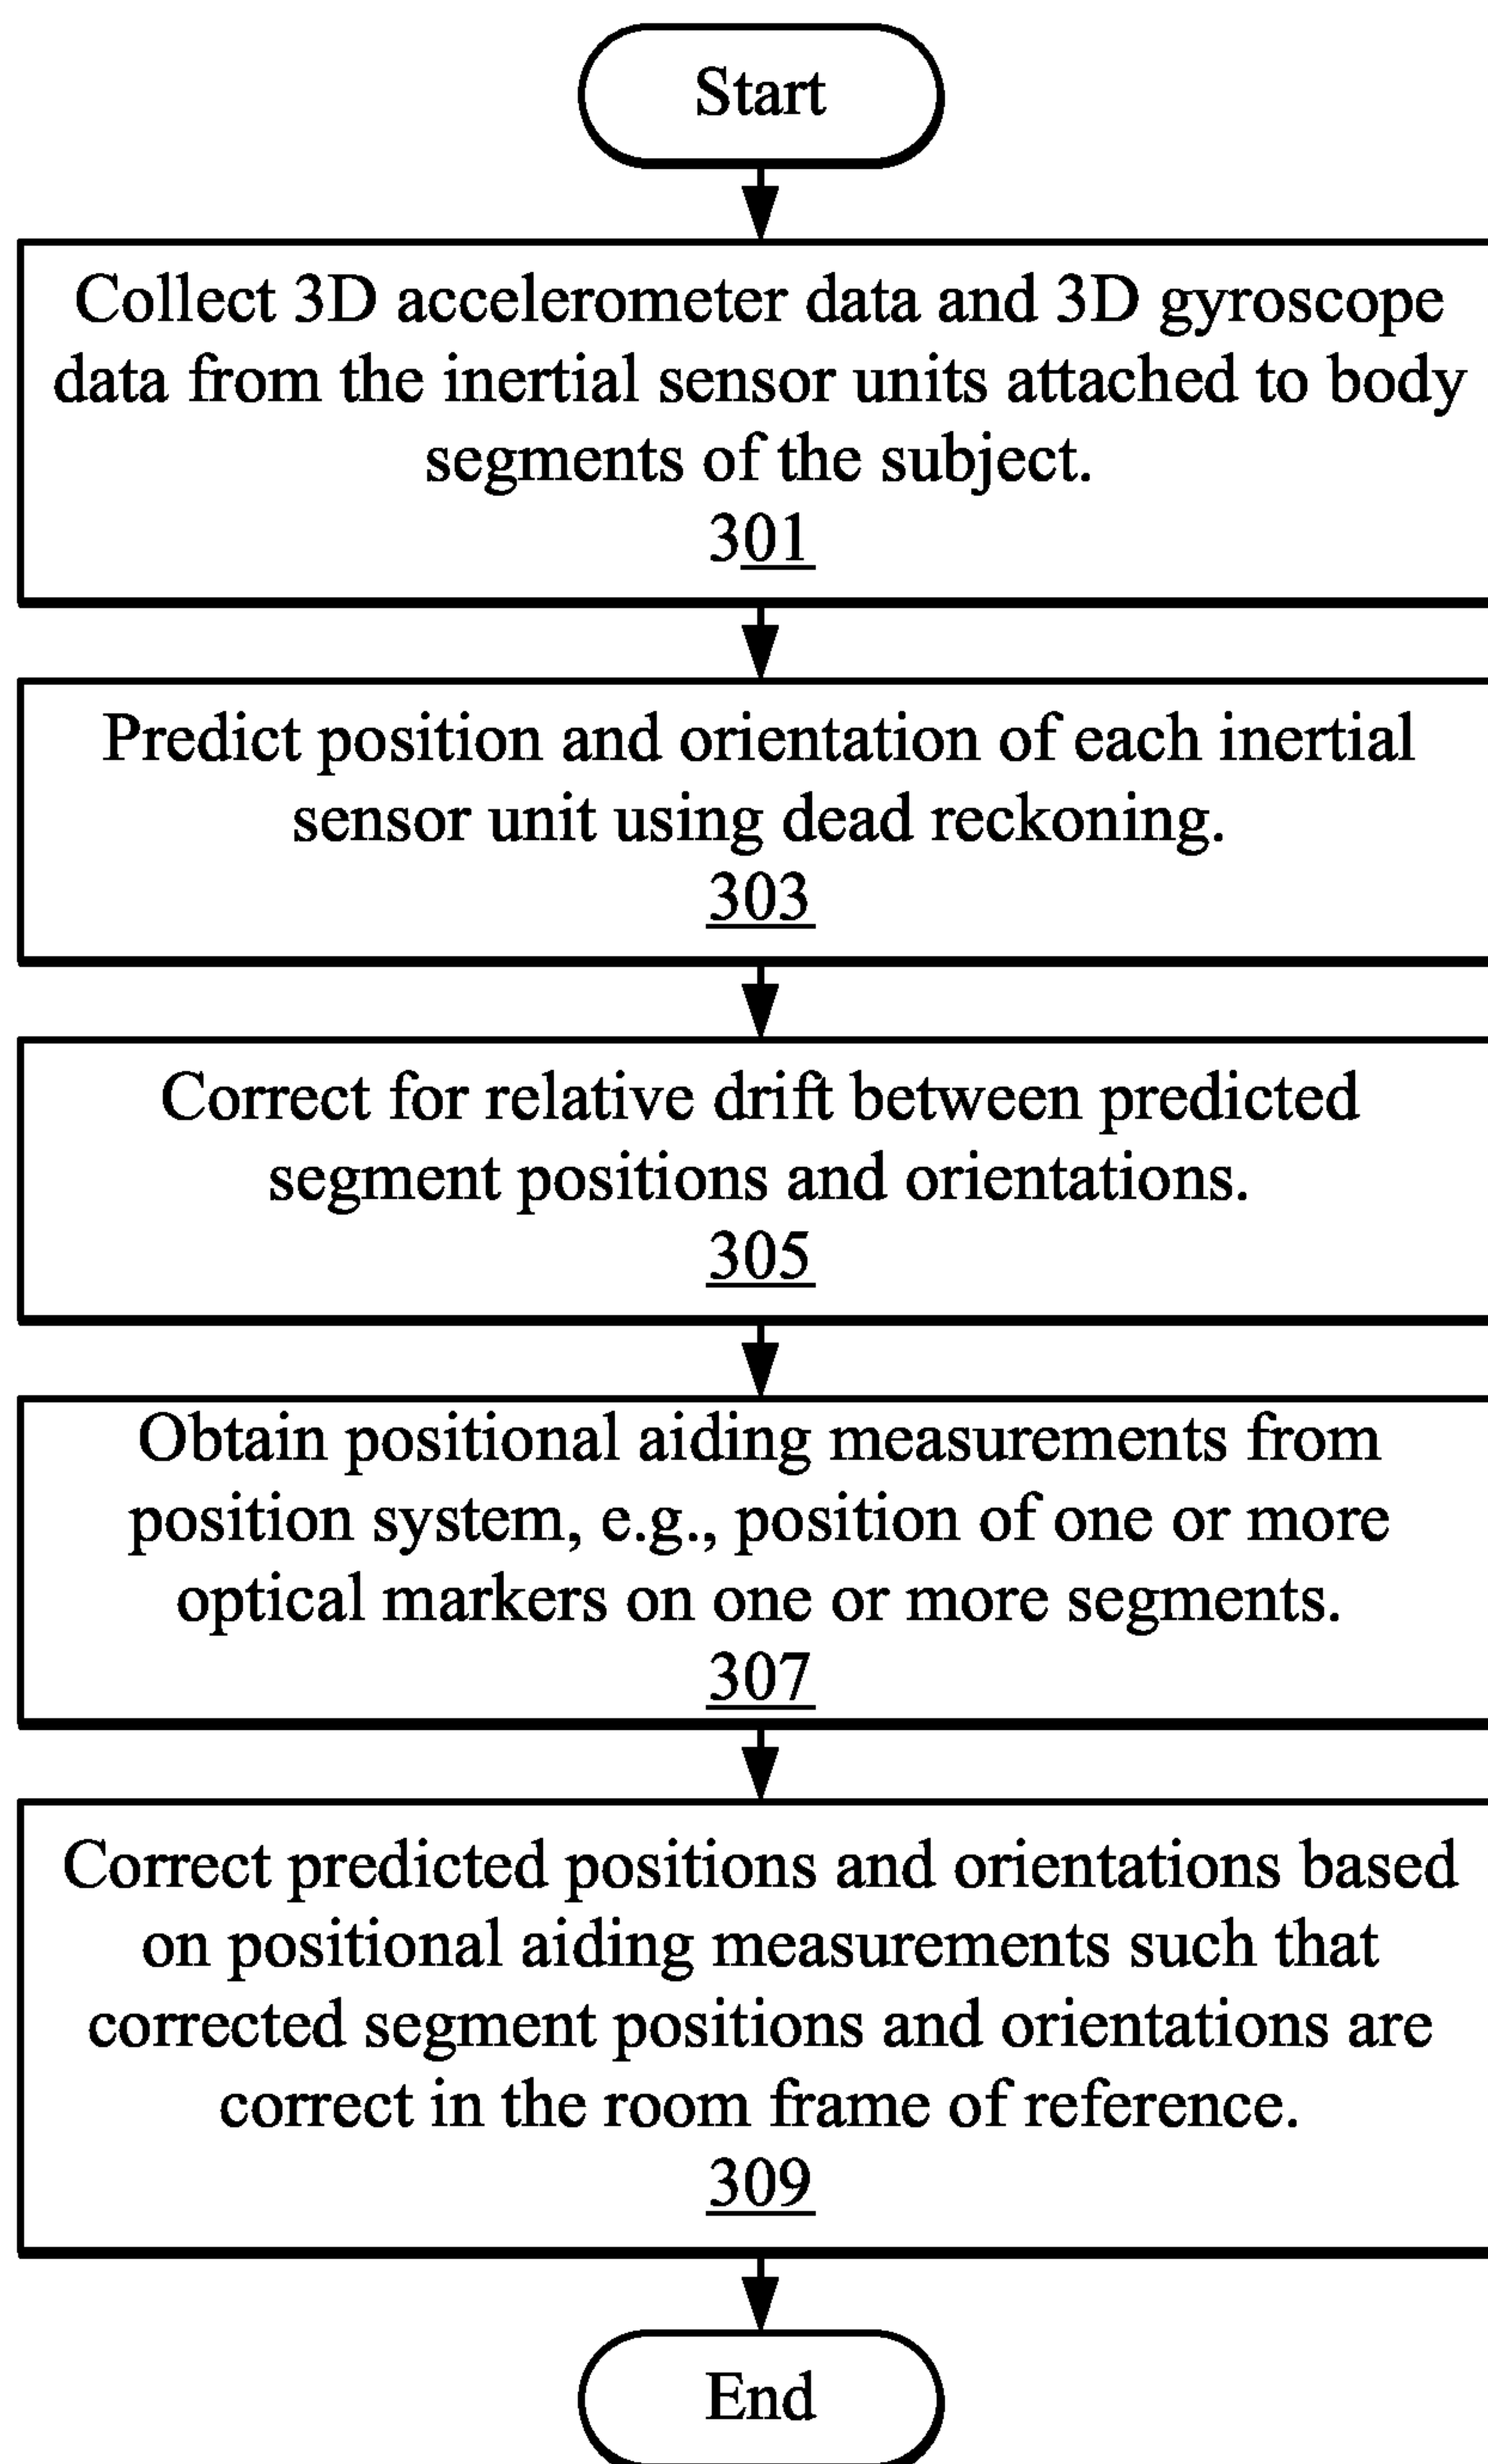 Start
Collect 3D accelerometer data and 3D gyroscope
data from the inertial sensor units attached to body
segments of the subject.
301
Predict position and orientation of each inertial
sensor unit using dead reckoning.
303
Correct for relative drift between predicted
segment positions and orientations.
305
Obtain positional aiding measurements from
position system, e.g., position of one or more
optical markers on one or more segments.
307
Correct predicted positions and orientations based
on positional aiding measurements such that
corrected segment positions and orientations are
correct in the room frame of reference.
309
End